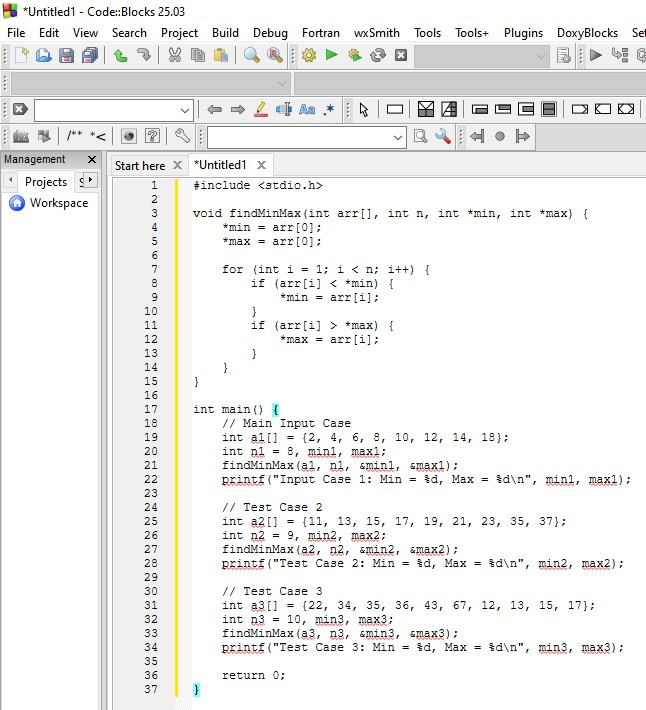 *Untitled1 - Code::Blocks 25.03
File Edit View Search Project Build Debug Fortran wxSmith Tools Tools+ Plugins DoxyBlocks
/** *<
Aa .*
Management X
Start here X *Untitled1 X
Projects
Workspace
1 #include <stdio.h>
2
3 void findMinMax(int arr[], int n, int *min, int *max) {
4 *min = arr[0];
5 *max = arr[0];
6
7 for (int i = 1; i < n; i++) {
8 if (arr[i] < *min) {
9 *min = arr[i];
10 }
11 if (arr[i] > *max) {
12 *max = arr[i];
13 }
14 }
15 }
16
17 int main() {
18 // Main Input Case
19 int a1[] = {2, 4, 6, 8, 10, 12, 14, 18};
20 int n1 = 8, min1, max1;
21 findMinMax(a1, n1, &min1, &max1);
22 printf("Input Case 1: Min = %d, Max = %d\n", min1, max1);
23
24 // Test Case 2
25 int a2[] = {11, 13, 15, 17, 19, 21, 23, 35, 37};
26 int n2 = 9, min2, max2;
27 findMinMax(a2, n2, &min2, &max2);
28 printf("Test Case 2: Min = %d, Max = %d\n", min2, max2);
29
30 // Test Case 3
31 int a3[] = {22, 34, 35, 36, 43, 67, 12, 13, 15, 17};
32 int n3 = 10, min3, max3;
33 findMinMax(a3, n3, &min3, &max3);
34 printf("Test Case 3: Min = %d, Max = %d\n", min3, max3);
35
36 return 0;
37 }